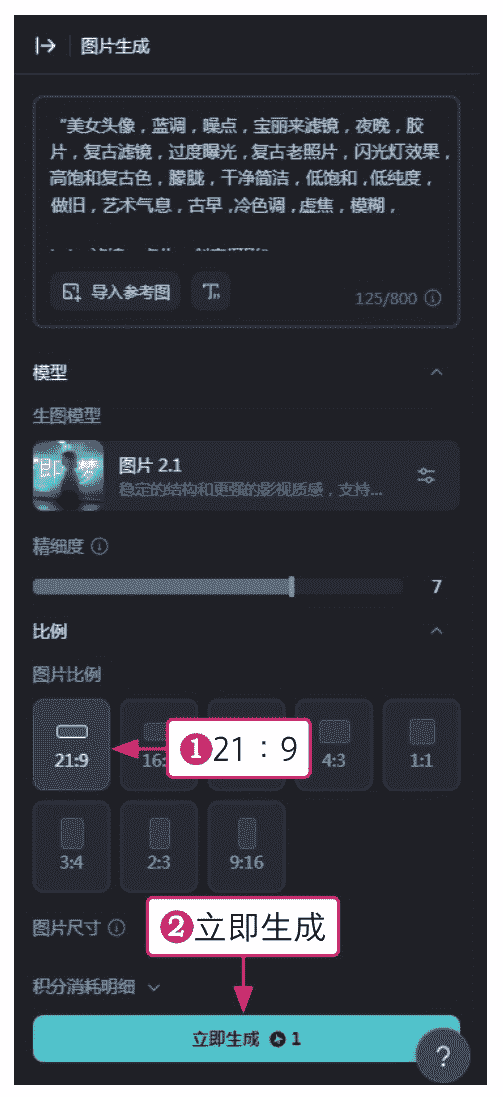 图片生成
“美女头像，蓝调，噪点，宝丽来滤镜，夜晚，胶
片，复古滤镜，过度曝光，复古老照片，闪光灯效果，
高饱和复古色，朦胧，干净简洁，低饱和，低纯度，
做旧，艺术气息，古早，冷色调，虚焦，模糊，
导入参考图
T
125/800
模型
生图模型
即梦
图片 2.1
稳定的结构和更强的影视质感，支持...
精细度
7
比例
图片比例
21:9
16:
4:3
1:1
❶21：9
3:4
2:3
9:16
图片尺寸
❷立即生成
积分消耗明细
立即生成 1
?